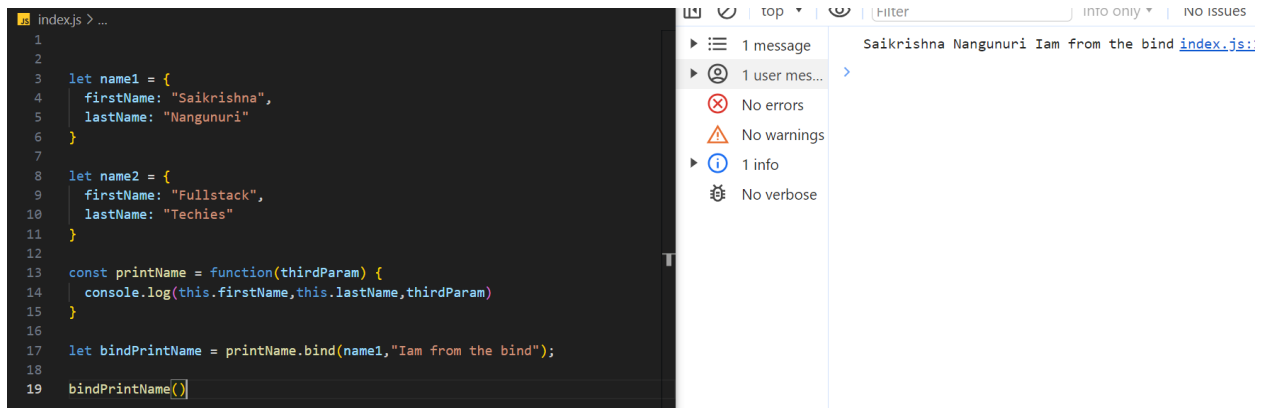 JS index.js > ...
1
2
3 let name1 = {
4 firstName: "Saikrishna",
5 lastName: "Nangunuri"
6 }
7
8 let name2 = {
9 firstName: "Fullstack",
10 lastName: "Techies"
11 }
12
13 const printName = function(thirdParam) {
14 console.log(this.firstName,this.lastName,thirdParam)
15 }
16
17 let bindPrintName = printName.bind(name1,"Iam from the bind");
18
19 bindPrintName()
top Filter Info only No Issues
1 message
1 user mes...
No errors
No warnings
1 info
No verbose
Saikrishna Nangunuri Iam from the bind index.js: